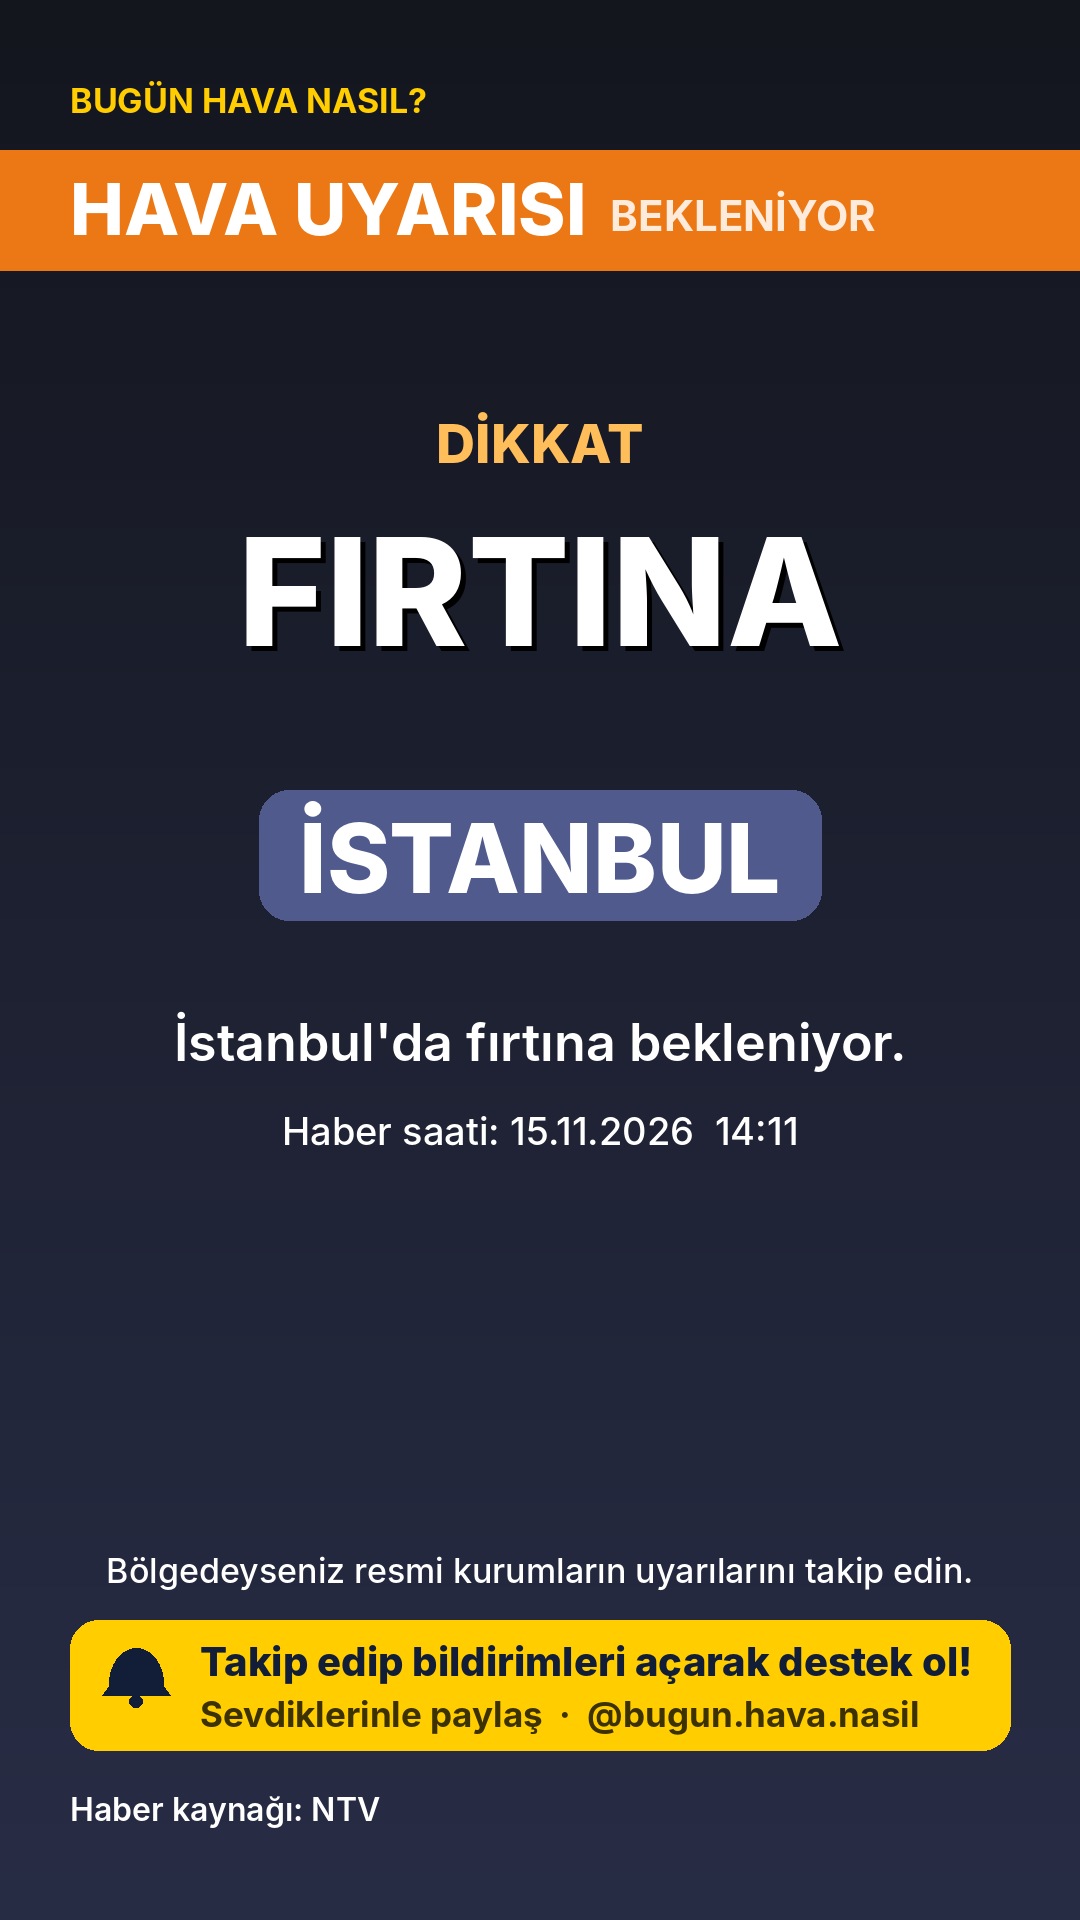 BUGÜN HAVA NASIL?
HAVA UYARISI BEKLENİYOR
DİKKAT
FIRTINA
İSTANBUL
İstanbul'da fırtına bekleniyor.
Haber saati: 15.11.2026 14:11
Bölgedeyseniz resmi kurumların uyarılarını takip edin.
Takip edip bildirimleri açarak destek ol!
Sevdiklerinle paylaş · @bugun.hava.nasil
Haber kaynağı: NTV